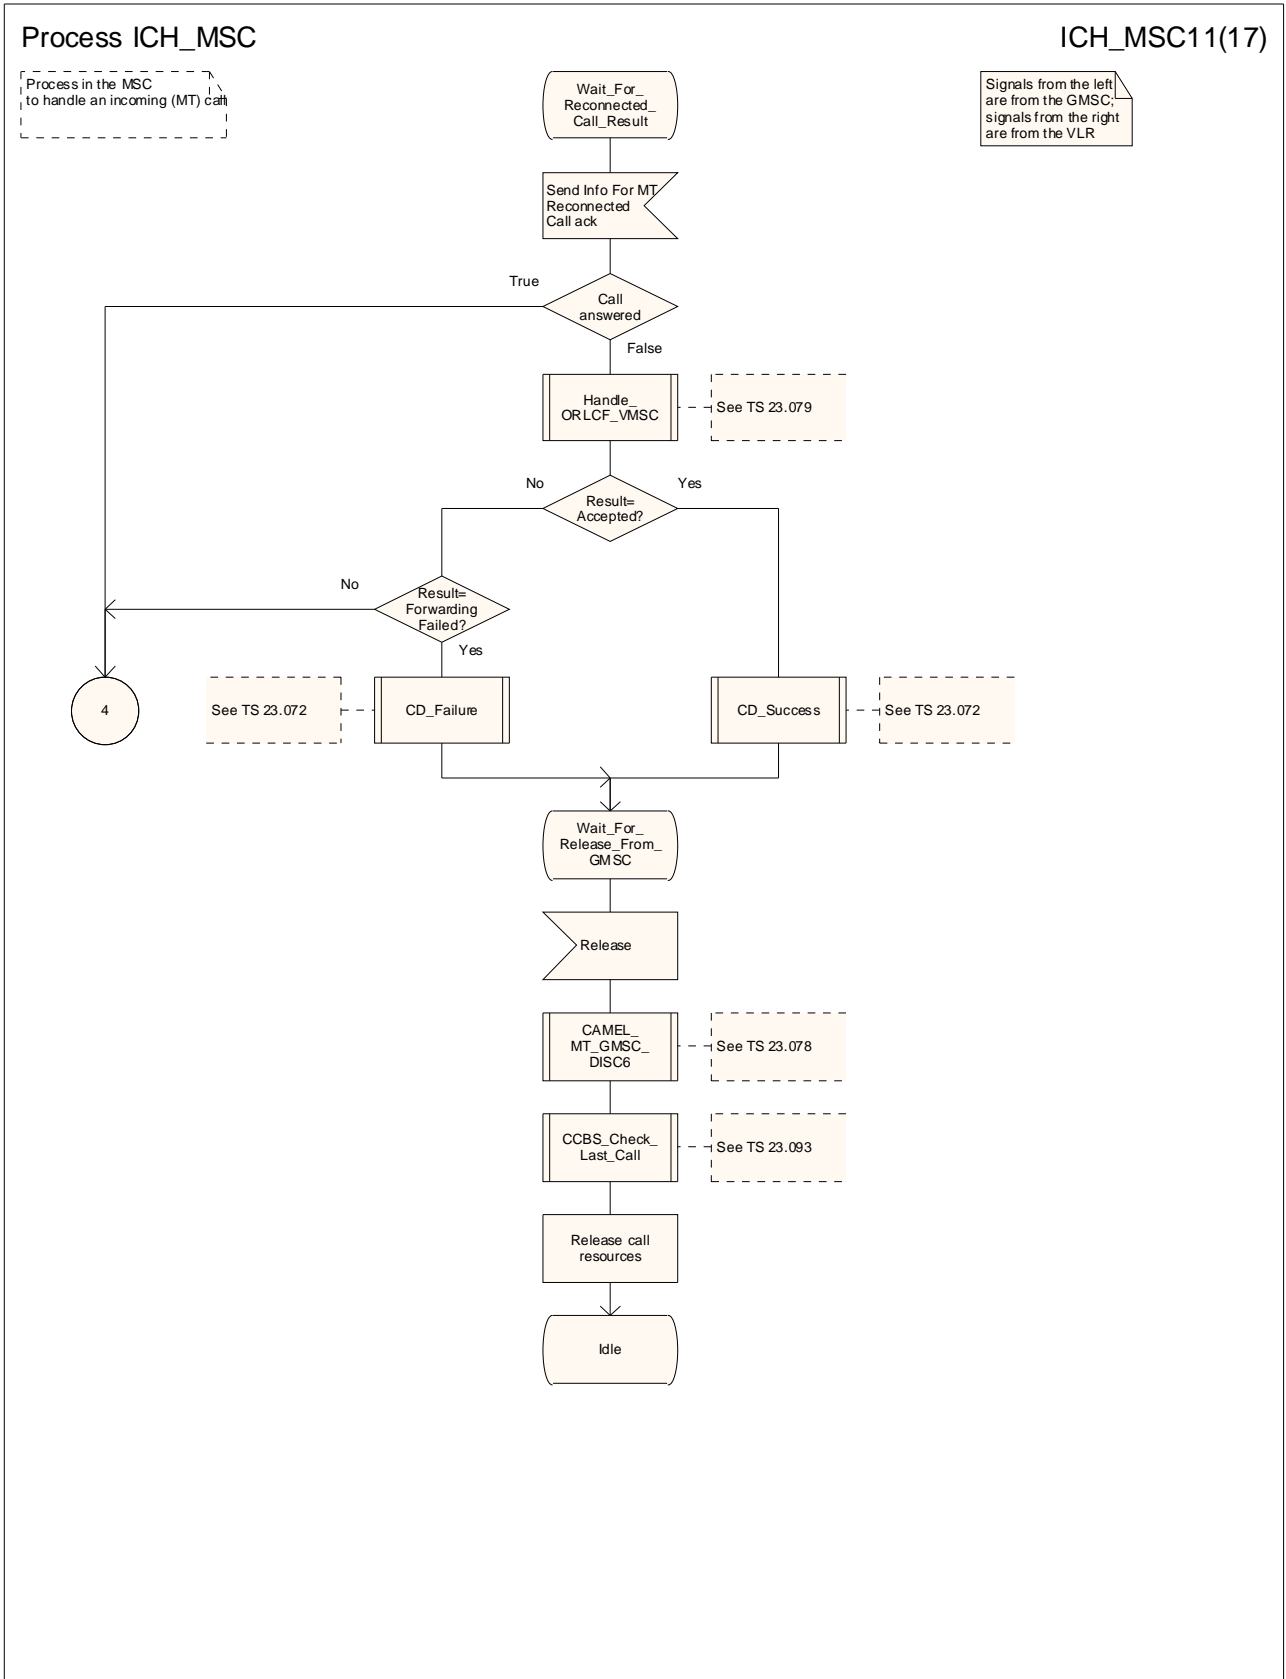 Process ICH_MSC
ICH_MSC11(17)
Process in the MSC
to handle an incoming (MT) call
Signals from the left
are from the GMSC;
signals from the right
are from the VLR
Wait_For_
Reconnected_
Call_Result
Send Info For MT
Reconnected
Call ack
True
Call
answered
False
Handle_
ORLCF_VMSC
See TS 23.079
No
Yes
Result=
Accepted?
No
Result=
Forwarding
Failed?
Yes
4
See TS 23.072
CD_Failure
CD_Success
See TS 23.072
Wait_For_
Release_From_
GMSC
Release
CAMEL_
MT_GMSC_
DISC6
See TS 23.078
CCBS_Check_
Last_Call
See TS 23.093
Release call
resources
Idle